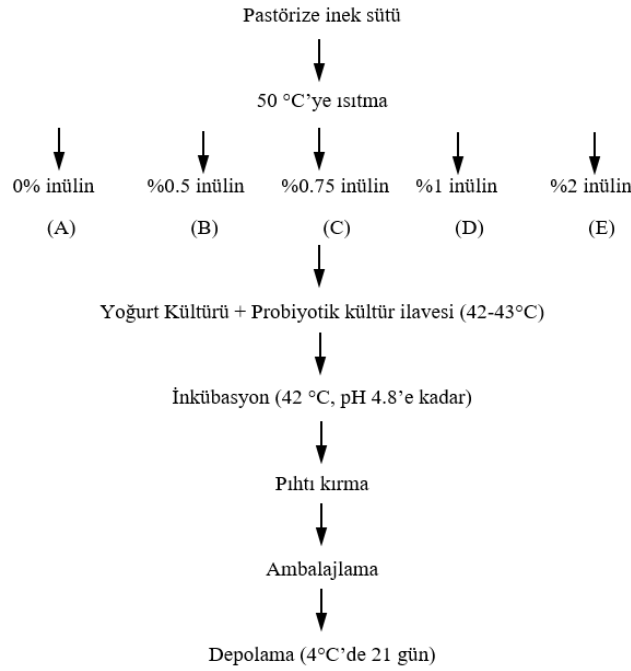 Pastörize inek sütü
50 °C’ye ısıtma
0% inülin %0.5 inülin %0.75 inülin %1 inülin %2 inülin
(A) (B) (C) (D) (E)
Yoğurt Kültürü + Probiyotik kültür ilavesi (42-43°C)
İnkübasyon (42 °C, pH 4.8’e kadar)
Pıhtı kırma
Ambalajlama
Depolama (4°C’de 21 gün)